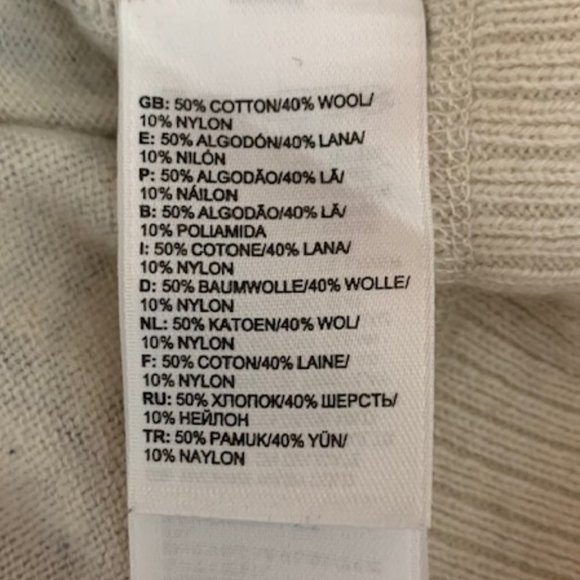 GB: 50% COTTON/40% WOOL/
10% NYLON
E: 50% ALGODÓN/40% LANA/
10% NILÓN
P: 50% ALGODÃO/40% LÃ/
10% NÁILON
B: 50% ALGODÃO/40% LÃ/
10% POLIAMIDA
I: 50% COTONE/40% LANA/
10% NYLON
D: 50% BAUMWOLLE/40% WOLLE/
10% NYLON
NL: 50% KATOEN/40% WOL/
10% NYLON
F: 50% COTON/40% LAINE/
10% NYLON
RU: 50% ХЛОПОК/40% ШЕРСТЬ/
10% НЕЙЛОН
TR: 50% PAMUK/40% YÜN/
10% NAYLON